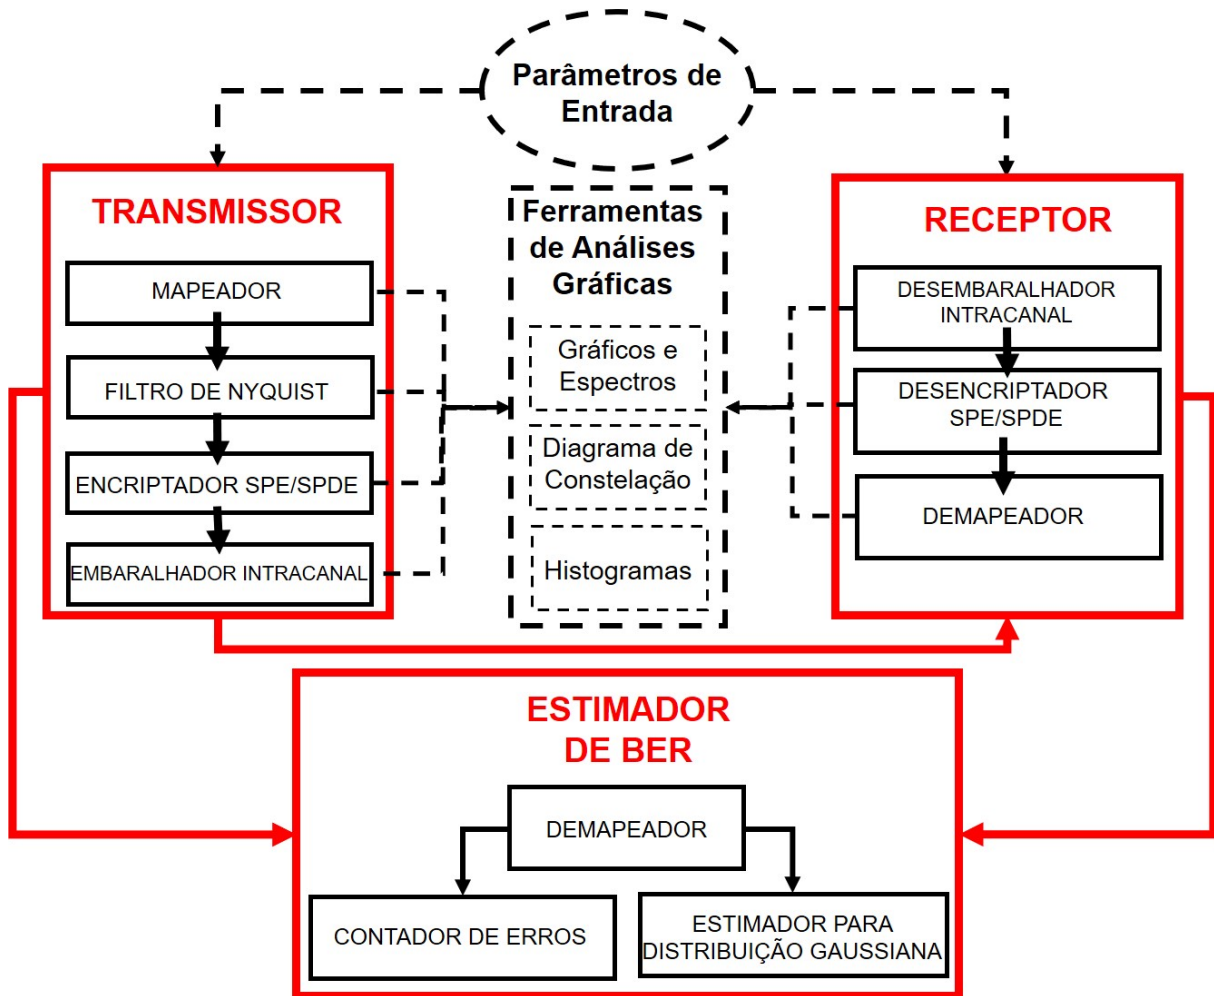 Parâmetros de
Entrada
TRANSMISSOR
MAPEADOR
FILTRO DE NYQUIST
ENCRIPTADOR SPE/SPDE
EMBARALHADOR INTRACANAL
Ferramentas
de Análises
Gráficas
Gráficos e
Espectros
Diagrama de
Constelação
Histogramas
RECEPTOR
DESEMBARALHADOR
INTRACANAL
DESENCRIPTADOR
SPE/SPDE
DEMAPEADOR
ESTIMADOR
DE BER
DEMAPEADOR
CONTADOR DE ERROS
ESTIMADOR PARA
DISTRIBUIÇÃO GAUSSIANA